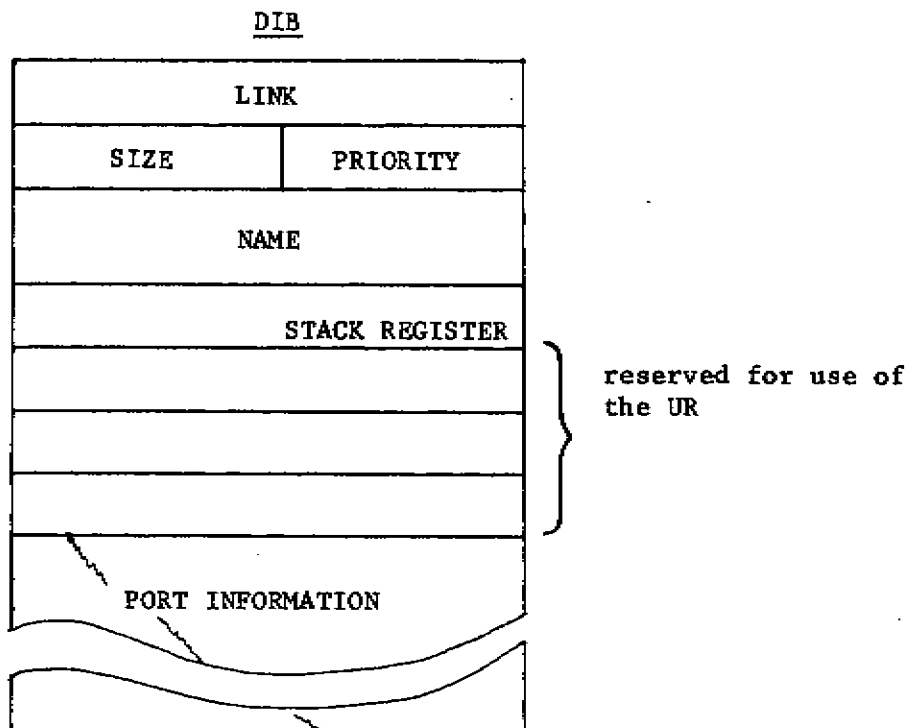 DIB
LINK
SIZE PRIORITY
NAME
STACK REGISTER
reserved for use of
the UR
PORT INFORMATION